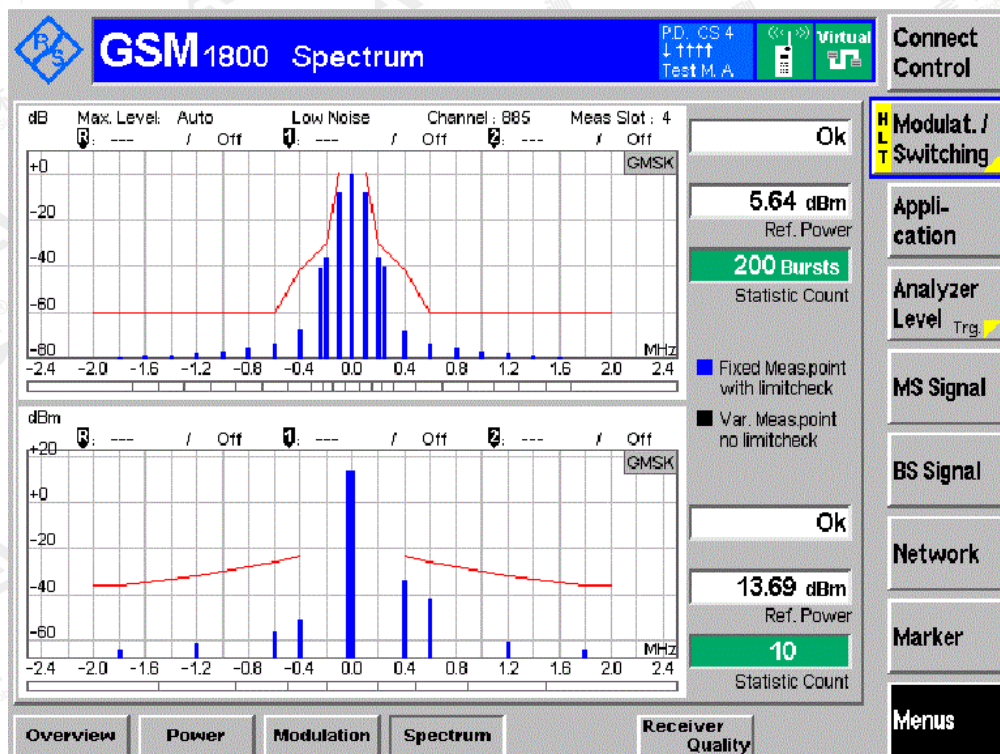 R/S
GSM 1800 Spectrum
P.D. CS 4
↓ ↑↑↑↑
Test M. A
Virtual
Connect
Control
dB Max. Level: Auto Low Noise Channel : 885 Meas Slot : 4
R: --- / Off 1: --- / Off 2: --- / Off
+0
-20
-40
-60
-80
GMSK
MHz
-2.4 -2.0 -1.6 -1.2 -0.8 -0.4 0.0 0.4 0.8 1.2 1.6 2.0 2.4
Ok
5.64 dBm
Ref. Power
200 Bursts
Statistic Count
Fixed Meas.point
with limitcheck
Var. Meas.point
no limitcheck
dBm
R: --- / Off 1: --- / Off 2: --- / Off
+20
+0
-20
-40
-60
GMSK
MHz
-2.4 -2.0 -1.6 -1.2 -0.8 -0.4 0.0 0.4 0.8 1.2 1.6 2.0 2.4
Ok
13.69 dBm
Ref. Power
10
Statistic Count
HLT
Modulat. /
Switching
Appli-
cation
Analyzer
Level Trg.
MS Signal
BS Signal
Network
Marker
Menus
Overview
Power
Modulation
Spectrum
Receiver
Quality